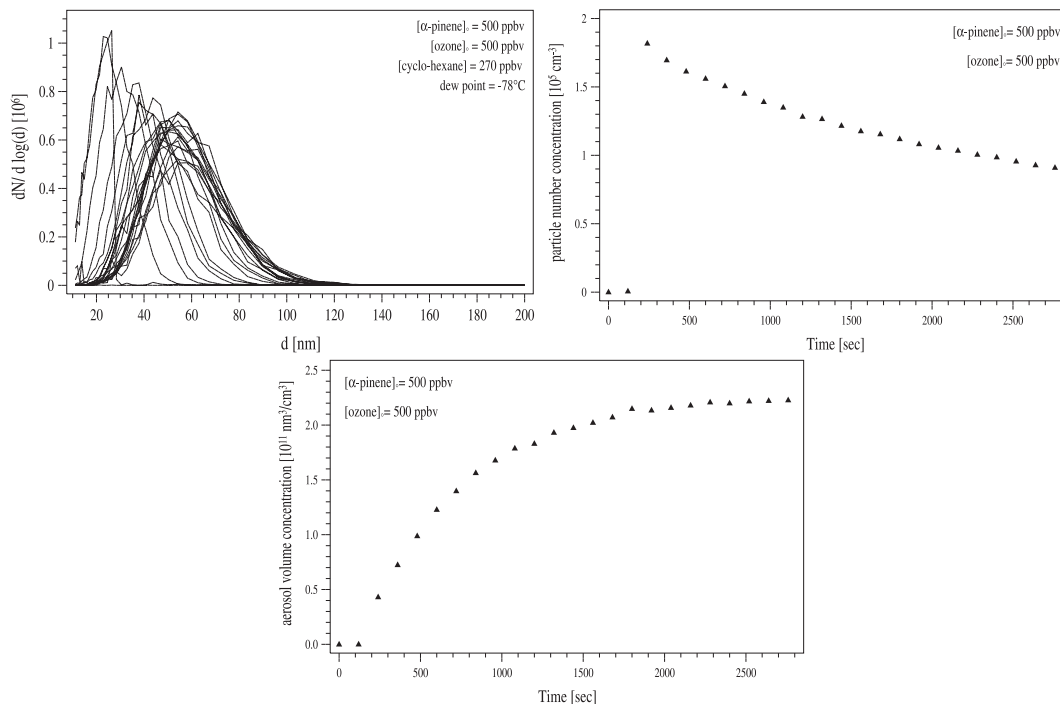 [α-pinene]₀ = 500 ppbv
[ozone]₀ = 500 ppbv
[cyclo-hexane] = 270 ppbv
dew point = -78°C
dN/ d log(d) [10⁶]
1
0.8
0.6
0.4
0.2
0
20 40 60 80 100 120 140 160 180 200
d [nm]
[α-pinene]₀= 500 ppbv
[ozone]₀= 500 ppbv
particle number concentration [10⁵ cm⁻³]
2
1.5
1
0.5
0
0 500 1000 1500 2000 2500
Time [sec]
[α-pinene]₀= 500 ppbv
[ozone]₀= 500 ppbv
aerosol volume concentration [10¹¹ nm³/cm³]
2.5
2.0
1.5
1.0
0.5
0.0
0 500 1000 1500 2000 2500
Time [sec]